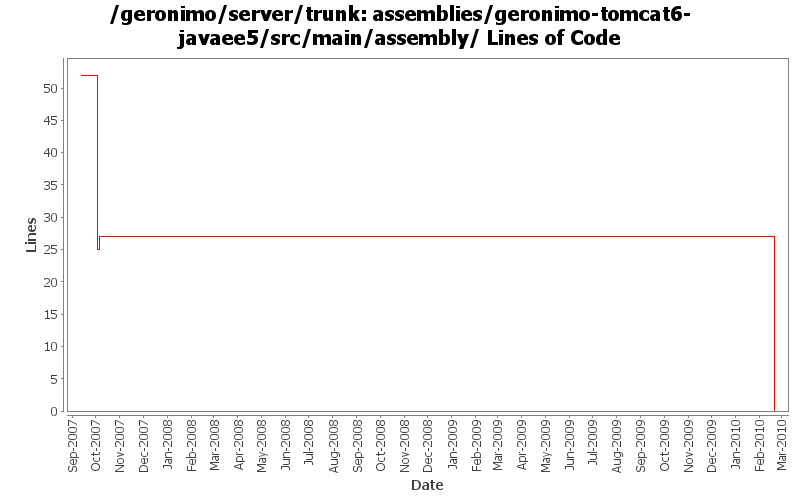 /geronimo/server/trunk: assemblies/geronimo-tomcat6-
javaee5/src/main/assembly/ Lines of Code
50
45
40
35
30
25
20
15
10
5
0
Lines
Sep-2007
Oct-2007
Nov-2007
Dec-2007
Jan-2008
Feb-2008
Mar-2008
Apr-2008
May-2008
Jun-2008
Jul-2008
Aug-2008
Sep-2008
Oct-2008
Nov-2008
Dec-2008
Jan-2009
Feb-2009
Mar-2009
Apr-2009
May-2009
Jun-2009
Jul-2009
Aug-2009
Sep-2009
Oct-2009
Nov-2009
Dec-2009
Jan-2010
Feb-2010
Mar-2010
Date